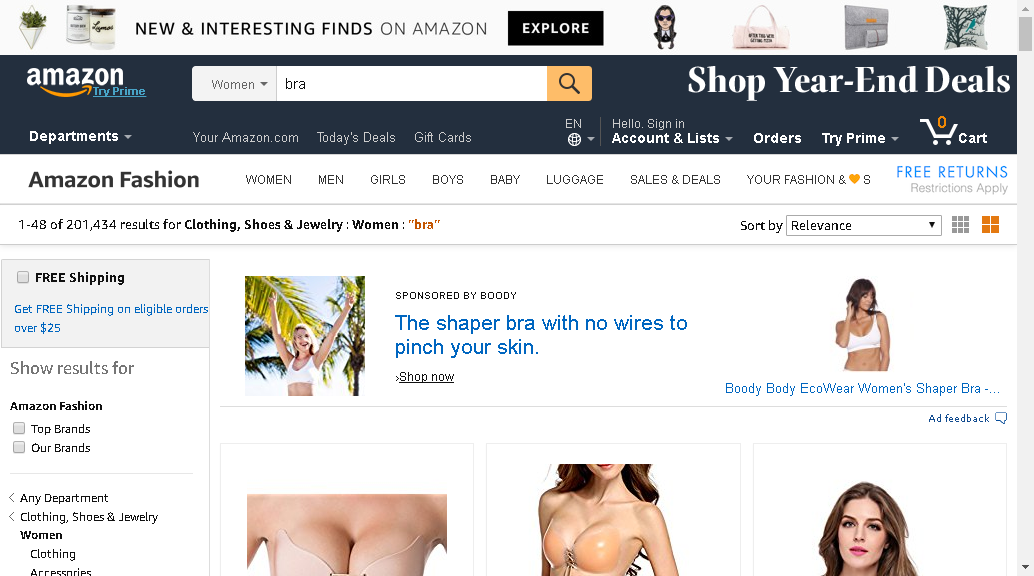 NEW & INTERESTING FINDS ON AMAZON EXPLORE
amazon
Try Prime
Women
bra
Shop Year-End Deals
Departments
Your Amazon.com
Today's Deals
Gift Cards
EN
Hello. Sign in
Account & Lists
Orders
Try Prime
0
Cart
Amazon Fashion
WOMEN
MEN
GIRLS
BOYS
BABY
LUGGAGE
SALES & DEALS
YOUR FASHION & 🧡 S
FREE RETURNS
Restrictions Apply
1-48 of 201,434 results for Clothing, Shoes & Jewelry : Women : "bra"
Sort by Relevance
FREE Shipping
Get FREE Shipping on eligible orders
over $25
Show results for
Amazon Fashion
Top Brands
Our Brands
Any Department
Clothing, Shoes & Jewelry
Women
Clothing
Accessories
SPONSORED BY BOODY
The shaper bra with no wires to
pinch your skin.
›Shop now
Boody Body EcoWear Women's Shaper Bra -...
Ad feedback